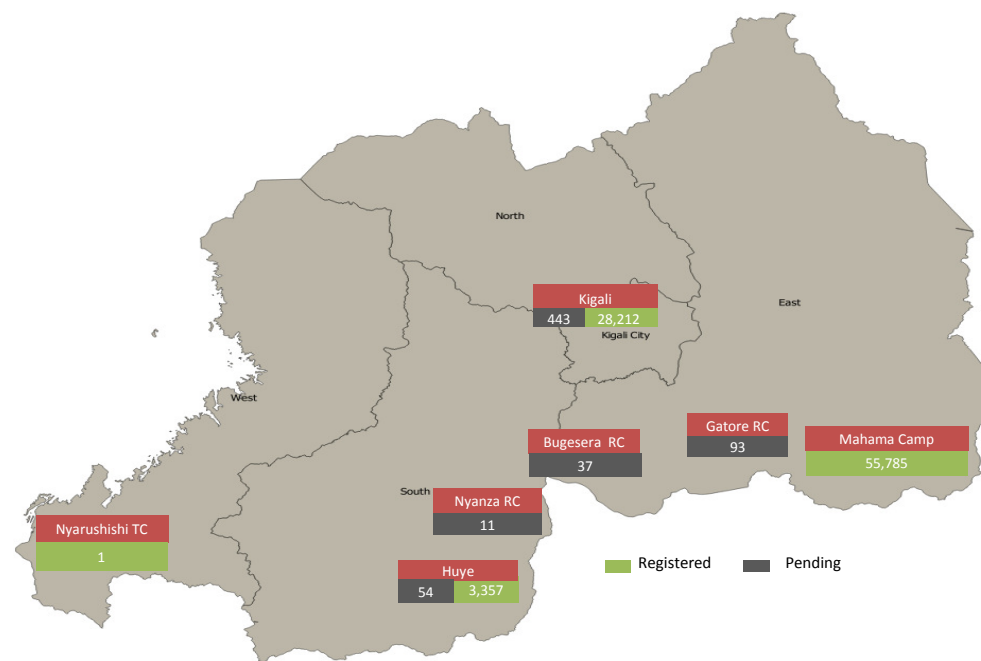 North
Kigali
443 28,212
Kigali City
East
West
Gatore RC
93
Mahama Camp
55,785
Bugesera RC
37
South
Nyanza RC
11
Nyarushishi TC
1
Huye
54 3,357
Registered
Pending